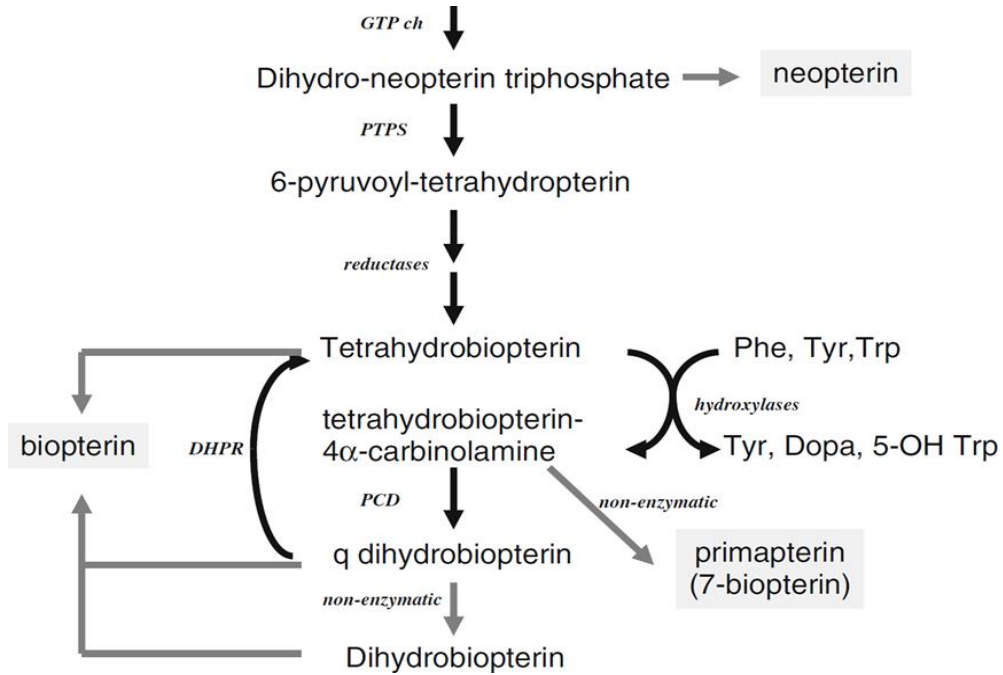 GTP ch
Dihydro-neopterin triphosphate
neopterin
PTPS
6-pyruvoyl-tetrahydropterin
reductases
Tetrahydrobiopterin
Phe, Tyr,Trp
hydroxylases
biopterin
DHPR
tetrahydrobiopterin-
4α-carbinolamine
Tyr, Dopa, 5-OH Trp
PCD
non-enzymatic
q dihydrobiopterin
primapterin
(7-biopterin)
non-enzymatic
Dihydrobiopterin